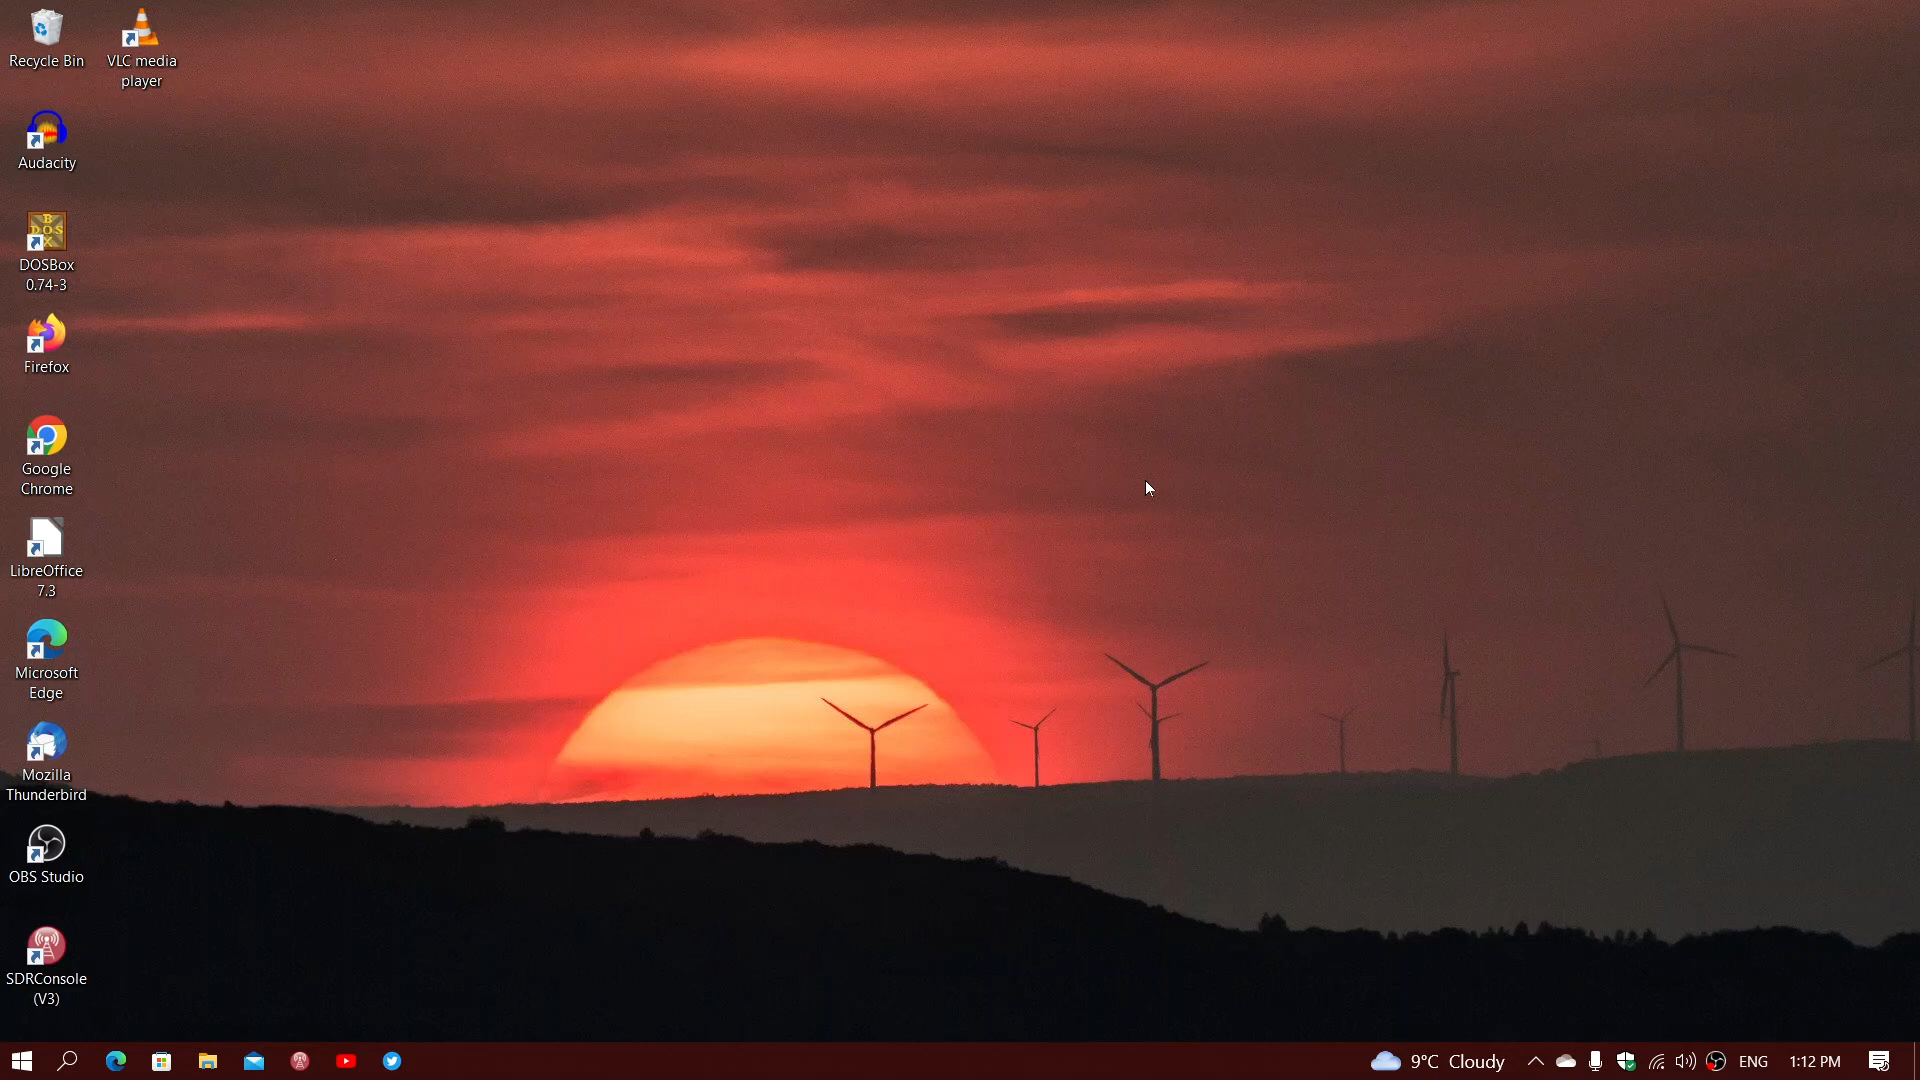 Recycle Bin
VLC media
player
Audacity
DOSBox
0.74-3
Firefox
Google
Chrome
LibreOffice
7.3
Microsoft
Edge
Mozilla
Thunderbird
OBS Studio
SDRConsole
(V3)
9°C Cloudy
ENG
1:12 PM